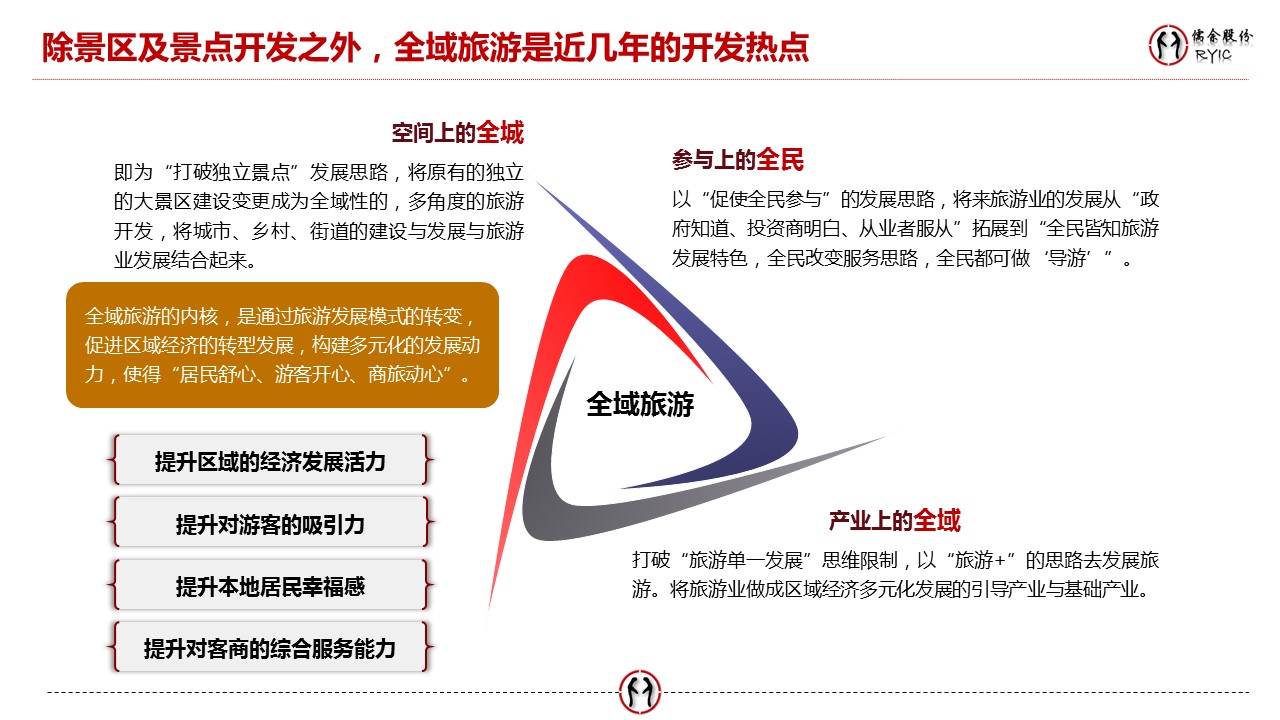 除景区及景点开发之外，全域旅游是近几年的开发热点
儒佥股份
RYIC
空间上的全城
即为“打破独立景点”发展思路，将原有的独立
的大景区建设变更成为全域性的，多角度的旅游
开发，将城市、乡村、街道的建设与发展与旅游
业发展结合起来。
参与上的全民
以“促使全民参与”的发展思路，将来旅游业的发展从“政
府知道、投资商明白、从业者服从”拓展到“全民皆知旅游
发展特色，全民改变服务思路，全民都可做‘导游’”。
全域旅游的内核，是通过旅游发展模式的转变，
促进区域经济的转型发展，构建多元化的发展动
力，使得“居民舒心、游客开心、商旅动心”。
全域旅游
提升区域的经济发展活力
提升对游客的吸引力
提升本地居民幸福感
提升对客商的综合服务能力
产业上的全域
打破“旅游单一发展”思维限制，以“旅游+”的思路去发展旅
游。将旅游业做成区域经济多元化发展的引导产业与基础产业。